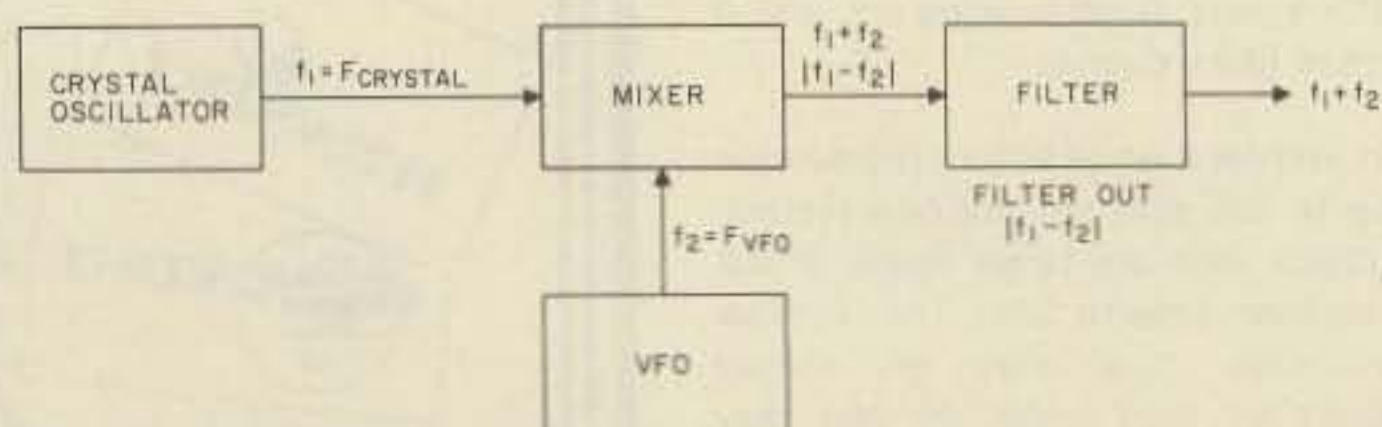 CRYSTAL
OSCILLATOR
f₁ = FCRYSTAL
MIXER
f₁ + f₂
|f₁ - f₂|
FILTER
f₁ + f₂
FILTER OUT
|f₁ - f₂|
f₂ = FVFO
VFO